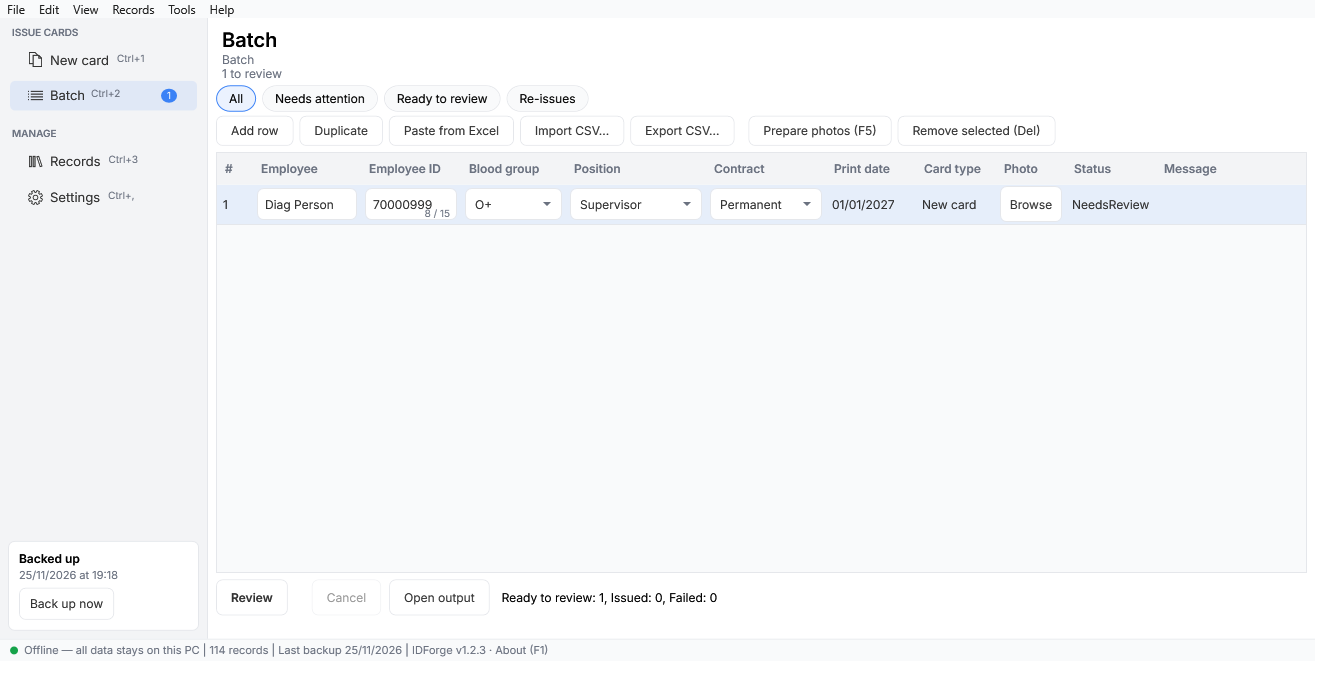 File Edit View Records Tools Help
ISSUE CARDS
New card Ctrl+1
Batch Ctrl+2 1
MANAGE
Records Ctrl+3
Settings Ctrl+,
Backed up
25/11/2026 at 19:18
Back up now
Batch
Batch
1 to review
All Needs attention Ready to review Re-issues
Add row Duplicate Paste from Excel Import CSV... Export CSV... Prepare photos (F5) Remove selected (Del)
# Employee Employee ID Blood group Position Contract Print date Card type Photo Status Message
1 Diag Person 70000999 8 / 15 O+ Supervisor Permanent 01/01/2027 New card Browse NeedsReview
Review Cancel Open output Ready to review: 1, Issued: 0, Failed: 0
Offline — all data stays on this PC | 114 records | Last backup 25/11/2026 | IDForge v1.2.3 · About (F1)